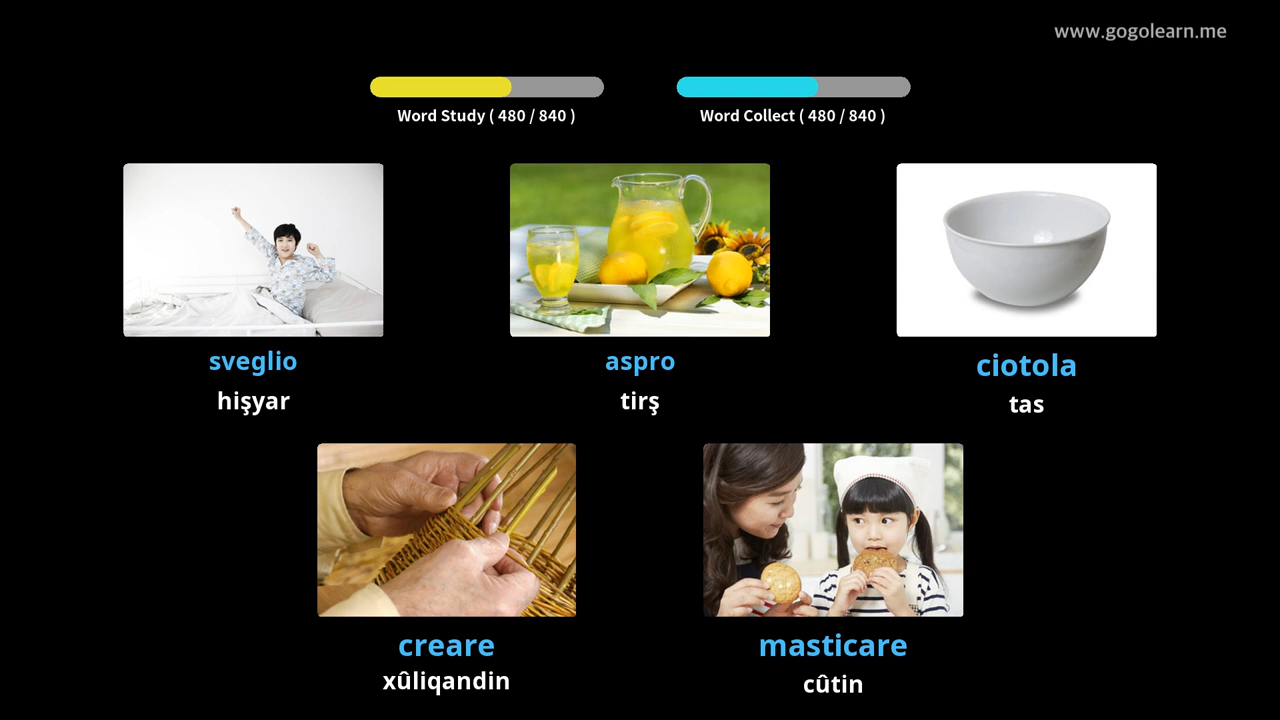 www.gogolearn.me
Word Study ( 480 / 840 )
Word Collect ( 480 / 840 )
sveglio
hişyar
aspro
tirş
ciotola
tas
creare
xûliqandin
masticare
cûtin